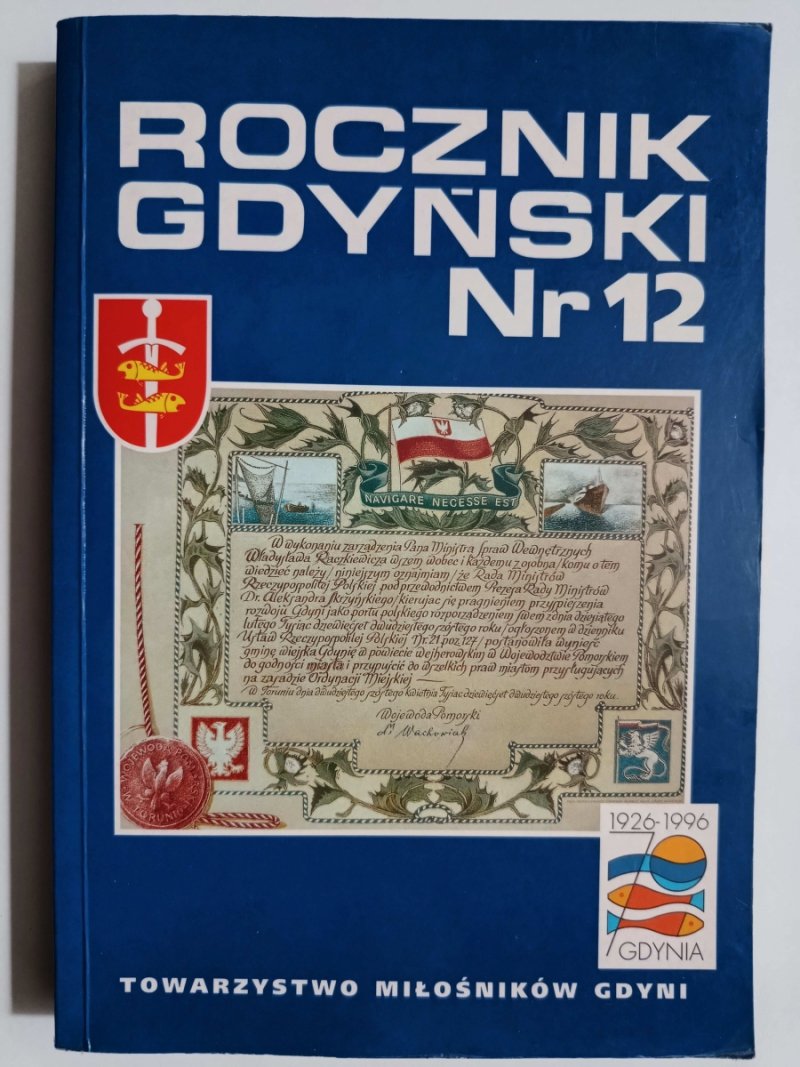 ROCZNIK
GDYŃSKI
Nr 12
NAVIGARE NECESSE EST
W wykonaniu zarządzenia Pana Ministra Spraw Wewnętrznych
Władysława Raczkiewicza wszem wobec i każdemu z osobna/komu o tem
wiedzieć należy/niniejszym oznajmiam/że Rada Ministrów
Rzeczypospolitej Polskiej pod przewodnictwem Prezesa Rady Ministrów
Dr. Aleksandra Skrzyńskiego/kierując się pragnieniem przyspieszenia
rozwoju Gdyni jako portu polskiego rozporządzeniem swem z dnia dziesiątego
lutego Tysiąc dziewięćset dwudziestego szóstego roku/ogłoszonem w dzienniku
Ustaw Rzeczypospolitej Polskiej Nr. 21 poz. 127/postanowiła wynieść
gminę wiejską Gdynię w powiecie wejherowskim w Województwie Pomorskiem
do godności miasta i przypuścić do wszelkich praw miastom przysługujących
na zasadzie Ordynacji Miejskiej
w Toruniu dnia dwudziestego szóstego kwietnia Tysiąc dziewięćset dwudziestego szóstego roku.
Wojewoda Pomorski
Wachowiak
1926-1996
70
GDYNIA
TOWARZYSTWO MIŁOŚNIKÓW GDYNI